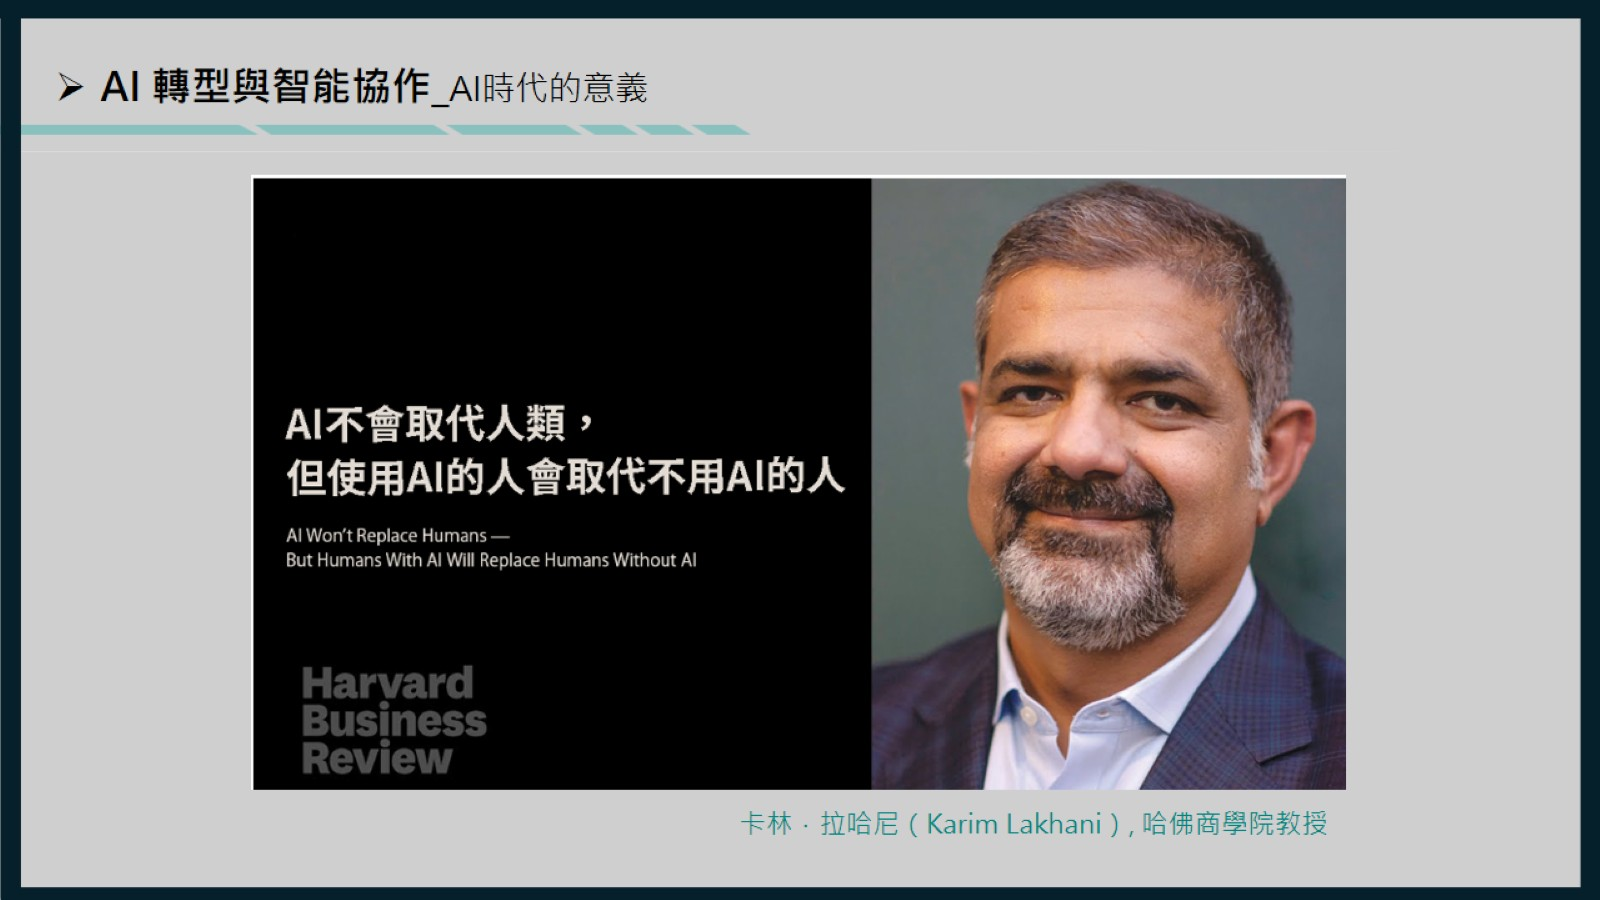 ➢ AI 轉型與智能協作_AI時代的意義
AI不會取代人類，
但使用AI的人會取代不用AI的人
AI Won't Replace Humans —
But Humans With AI Will Replace Humans Without AI
Harvard
Business
Review
卡林．拉哈尼（Karim Lakhani）, 哈佛商學院教授